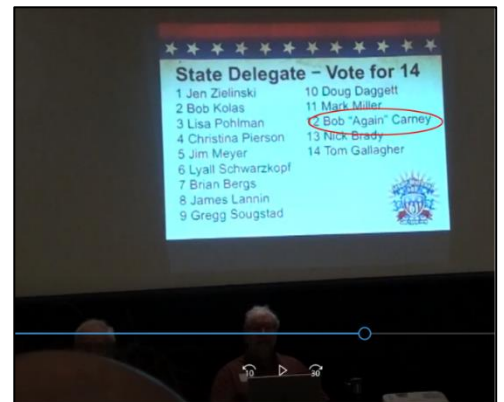 State Delegate – Vote for 14
1 Jen Zielinski
2 Bob Kolas
3 Lisa Pohlman
4 Christina Pierson
5 Jim Meyer
6 Lyall Schwarzkopf
7 Brian Bergs
8 James Lannin
9 Gregg Sougstad
10 Doug Daggett
11 Mark Miller
12 Bob "Again" Carney
13 Nick Brady
14 Tom Gallagher
10
30